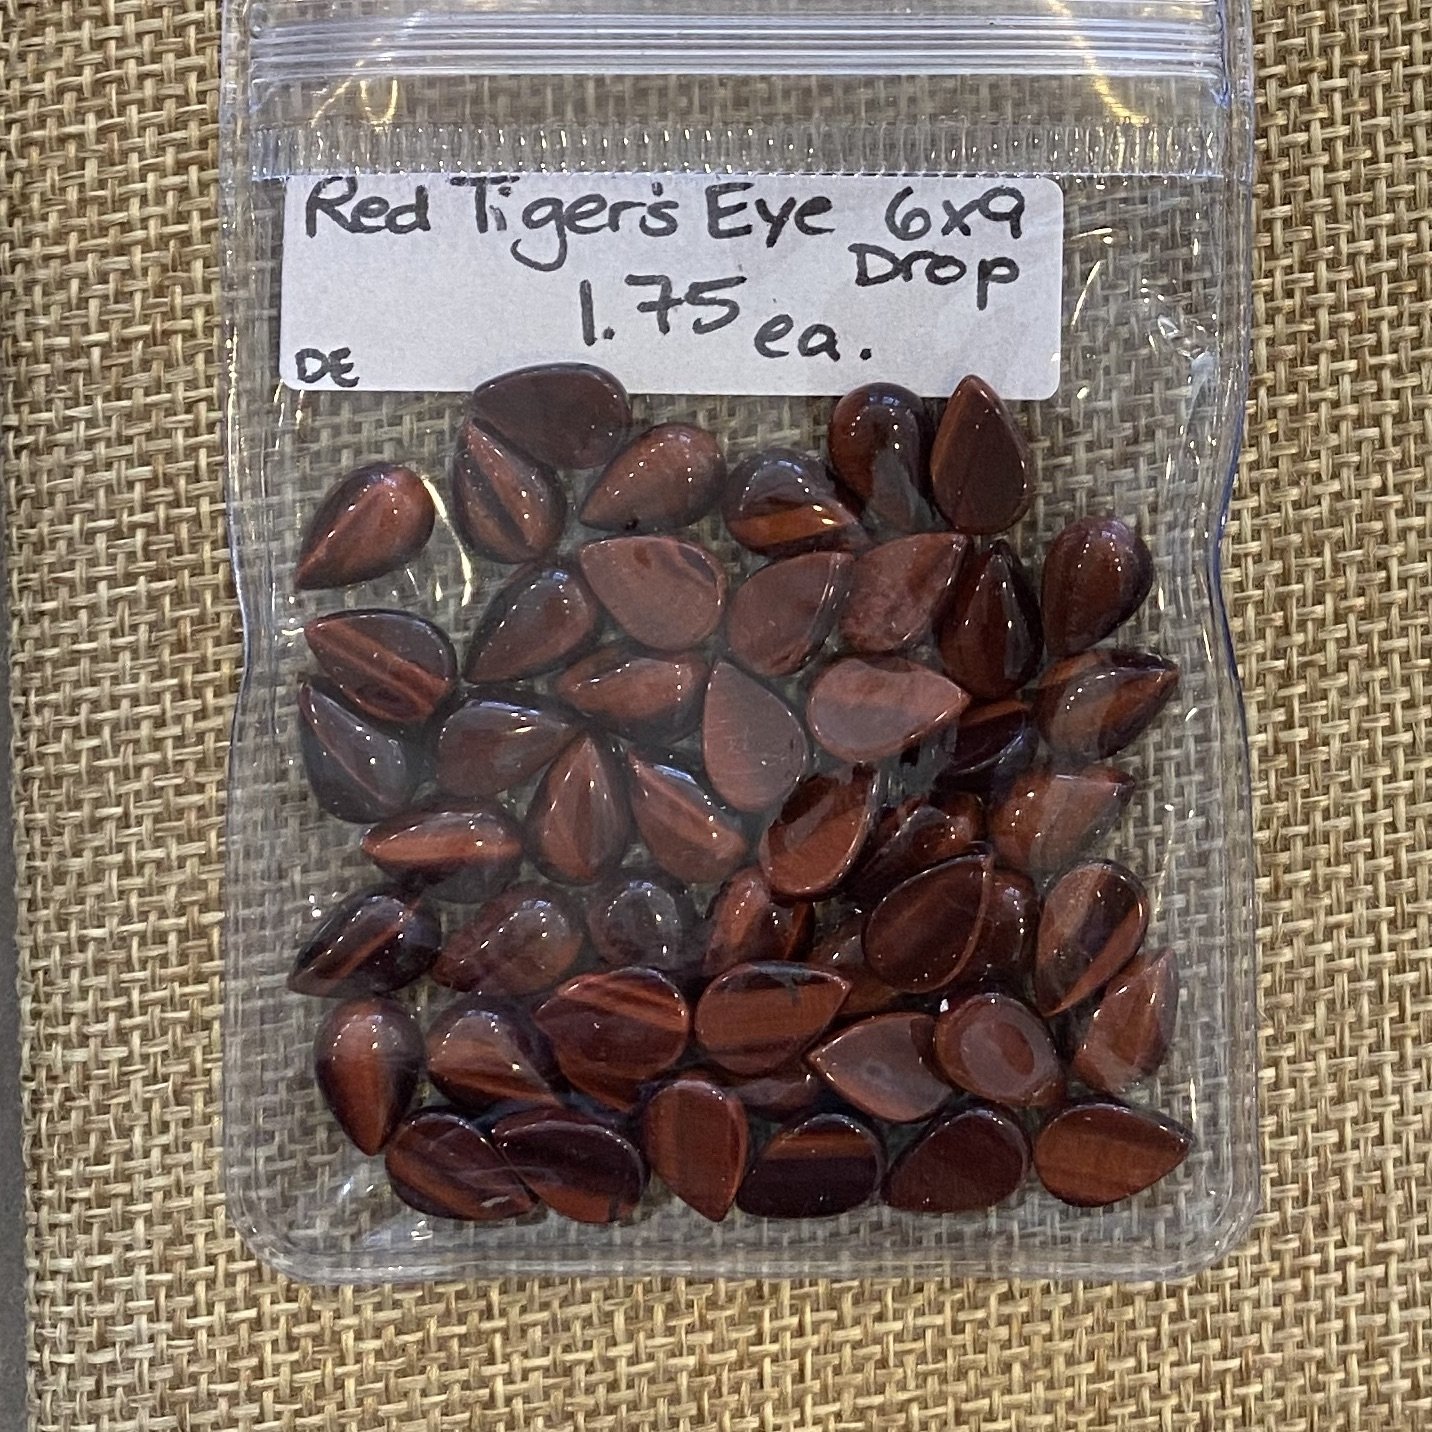 Red Tiger's Eye 6x9
Drop
1.75 ea.
DE